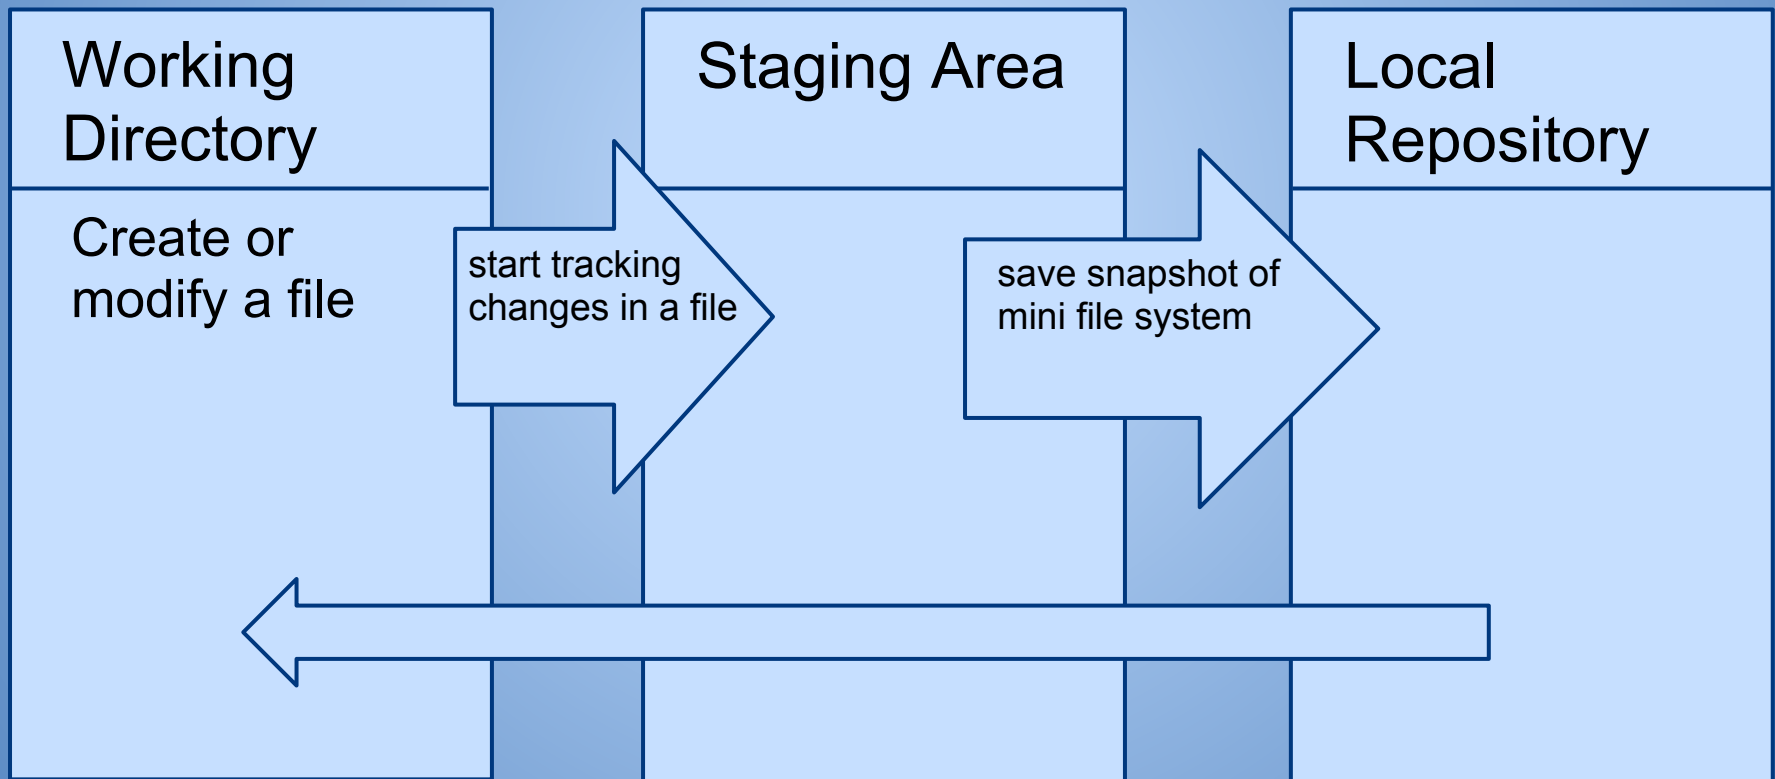 Working
Directory
Staging Area
Local
Repository
Create or
modify a file
start tracking
changes in a file
save snapshot of
mini file system